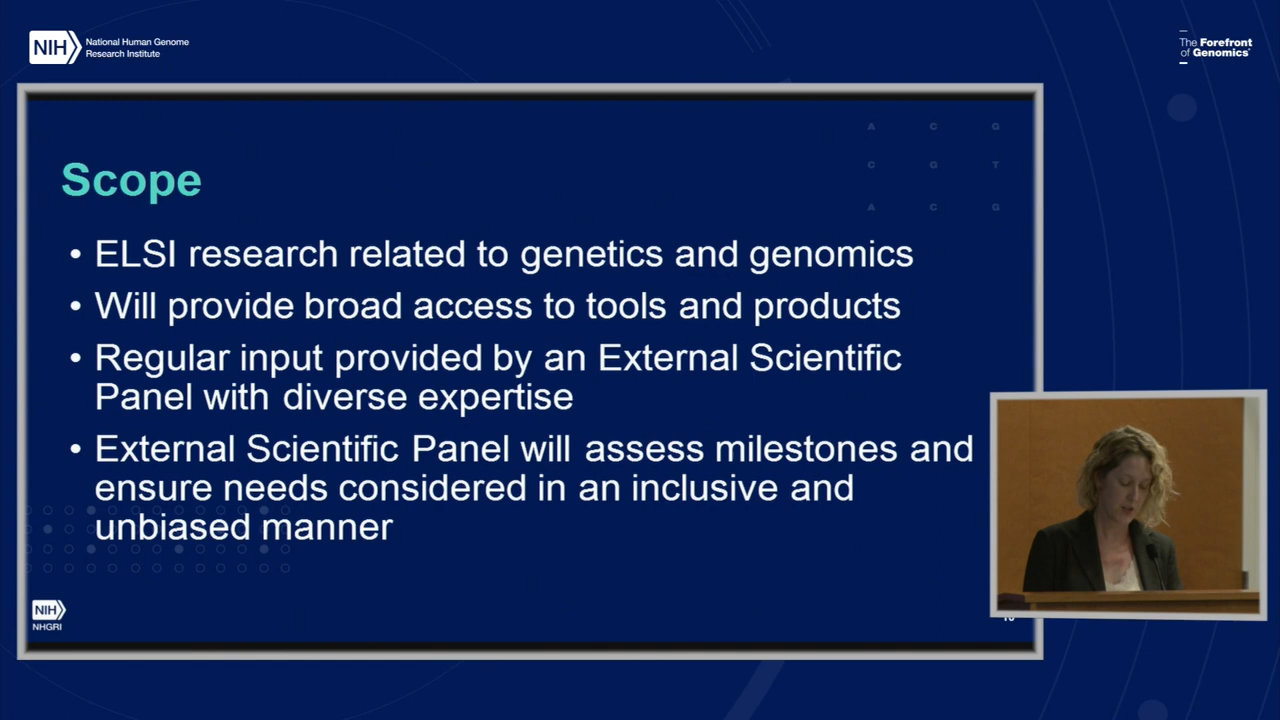 NIH
National Human Genome
Research Institute
The Forefront
of Genomics
A C G
C G T
A C G
Scope
• ELSI research related to genetics and genomics
• Will provide broad access to tools and products
• Regular input provided by an External Scientific
Panel with diverse expertise
• External Scientific Panel will assess milestones and
ensure needs considered in an inclusive and
unbiased manner
NIH
NHGRI